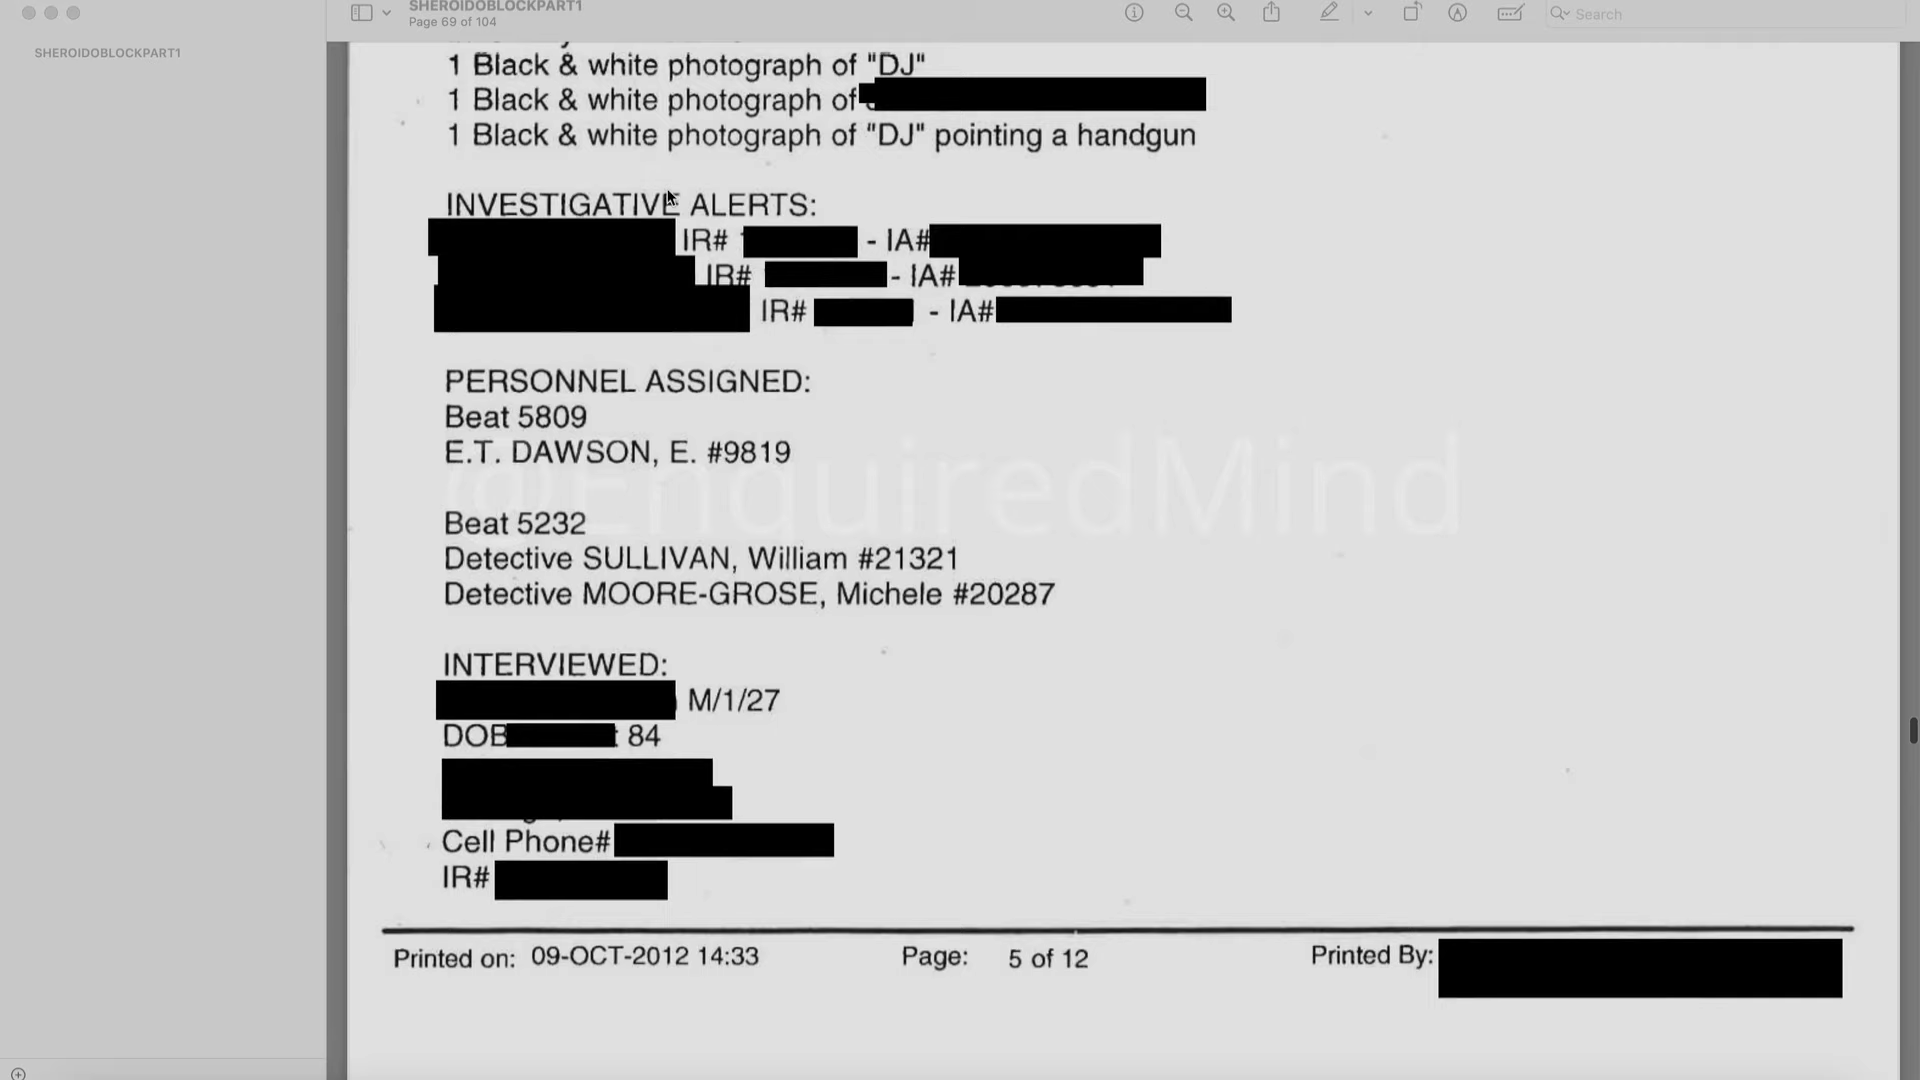 SHEROIDOBLOCKPART1
Page 69 of 104
Search
SHEROIDOBLOCKPART1
1 Black & white photograph of "DJ"
1 Black & white photograph of
1 Black & white photograph of "DJ" pointing a handgun
INVESTIGATIVE ALERTS:
IR# - IA#
IR# - IA#
IR# - IA#
PERSONNEL ASSIGNED:
Beat 5809
E.T. DAWSON, E. #9819
@EnquiredMind
Beat 5232
Detective SULLIVAN, William #21321
Detective MOORE-GROSE, Michele #20287
INTERVIEWED:
M/1/27
DOB 84
Cell Phone#
IR#
Printed on: 09-OCT-2012 14:33 Page: 5 of 12 Printed By: